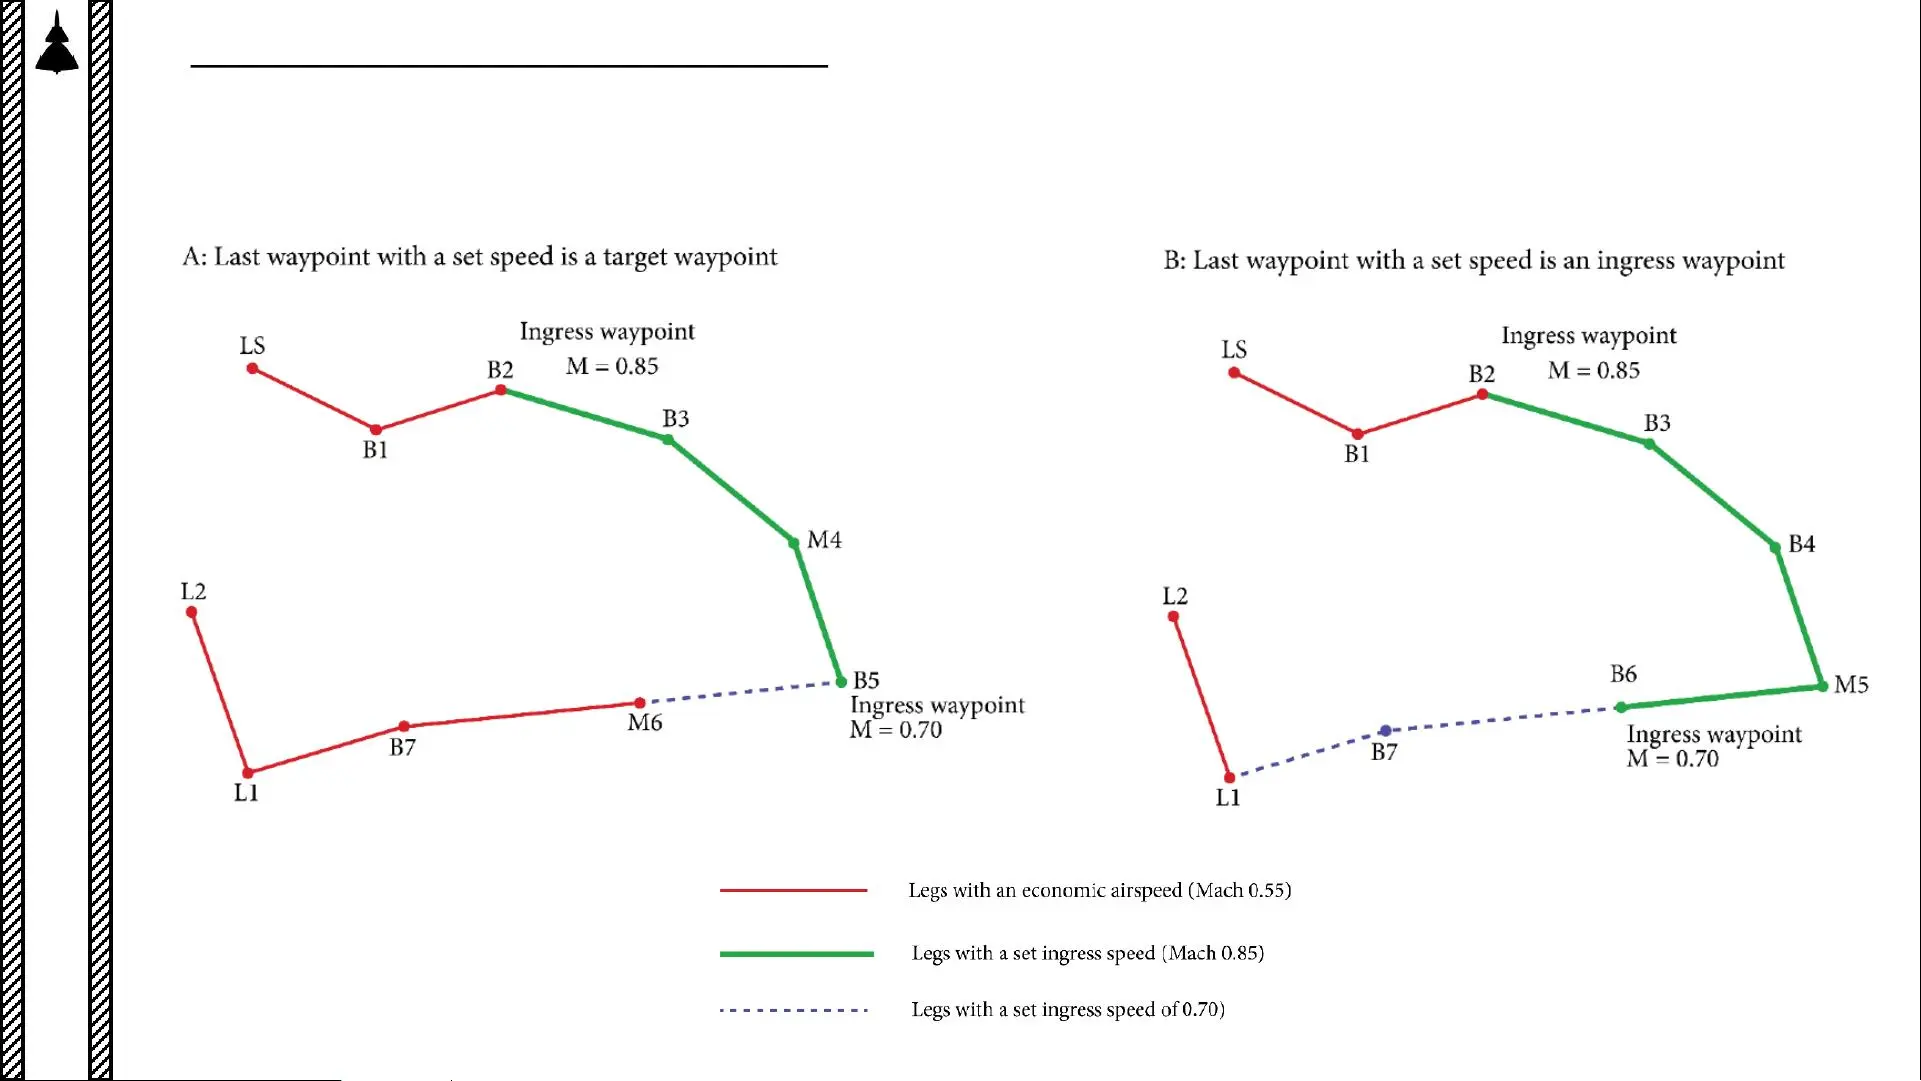 A: Last waypoint with a set speed is a target waypoint
Ingress waypoint
M = 0.85
LS
B2
B3
B1
M4
L2
B5
Ingress waypoint
M = 0.70
M6
B7
L1
B: Last waypoint with a set speed is an ingress waypoint
Ingress waypoint
M = 0.85
LS
B2
B3
B1
B4
L2
B6
M5
Ingress waypoint
M = 0.70
B7
L1
Legs with an economic airspeed (Mach 0.55)
Legs with a set ingress speed (Mach 0.85)
Legs with a set ingress speed of 0.70)